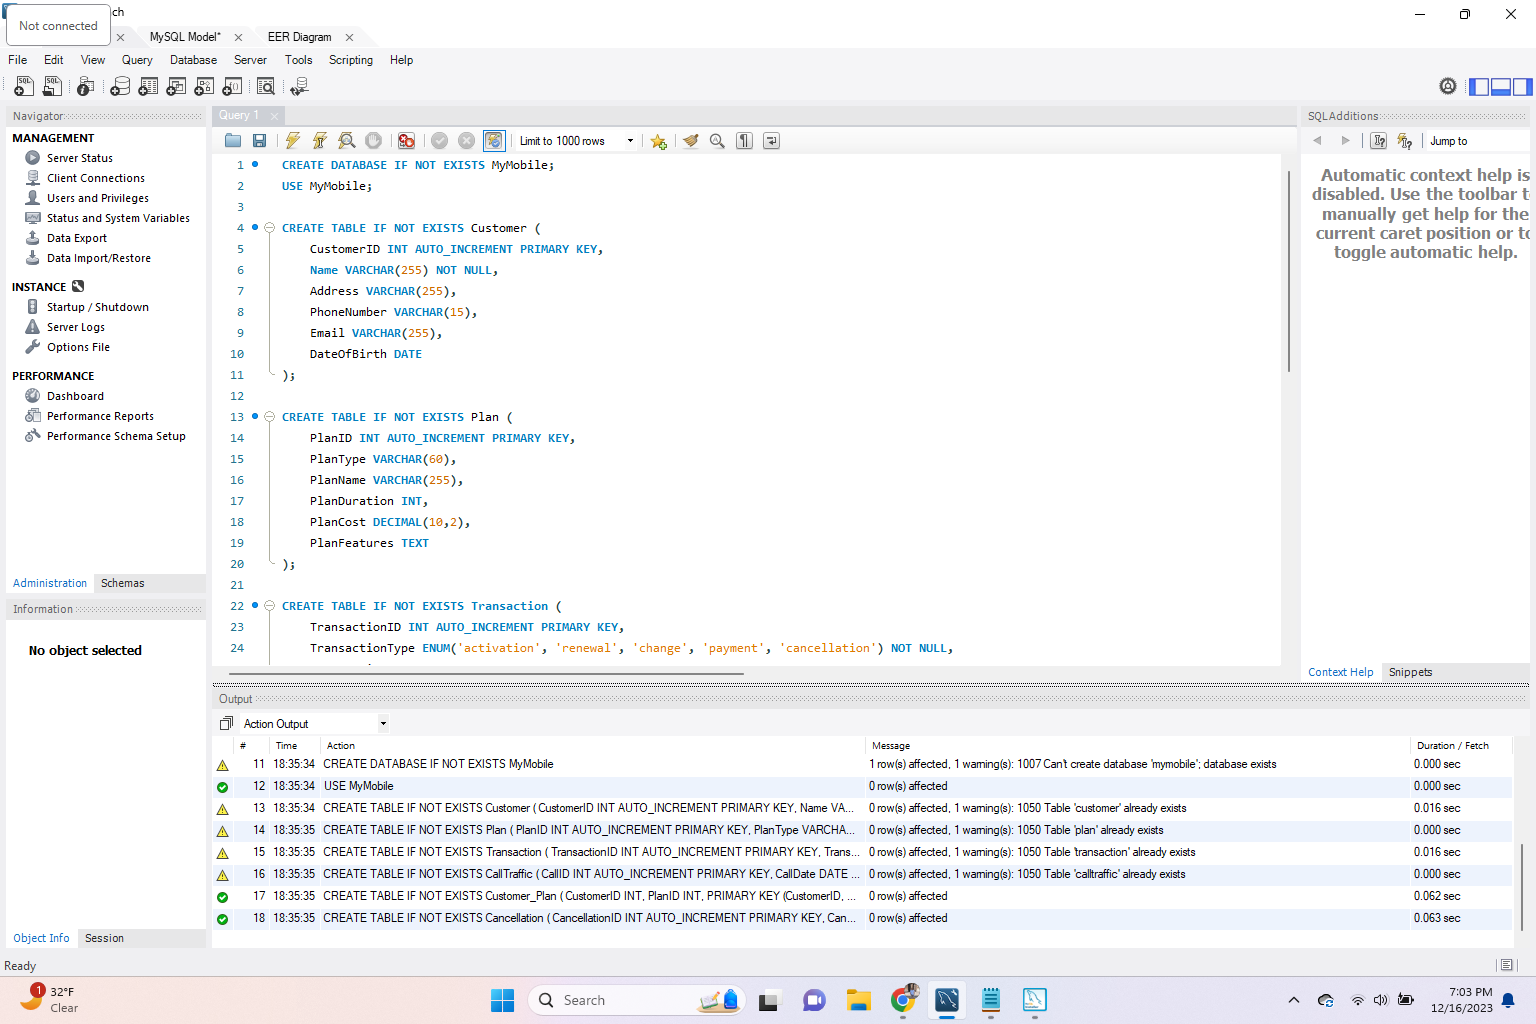 Not connected
ch
MySQL Model*
EER Diagram
File Edit View Query Database Server Tools Scripting Help
Navigator
MANAGEMENT
Server Status
Client Connections
Users and Privileges
Status and System Variables
Data Export
Data Import/Restore
INSTANCE
Startup / Shutdown
Server Logs
Options File
PERFORMANCE
Dashboard
Performance Reports
Performance Schema Setup
Administration Schemas
Information
No object selected
Object Info Session
Query 1
Limit to 1000 rows
1 CREATE DATABASE IF NOT EXISTS MyMobile;
2 USE MyMobile;
3
4 CREATE TABLE IF NOT EXISTS Customer (
5 CustomerID INT AUTO_INCREMENT PRIMARY KEY,
6 Name VARCHAR(255) NOT NULL,
7 Address VARCHAR(255),
8 PhoneNumber VARCHAR(15),
9 Email VARCHAR(255),
10 DateOfBirth DATE
11 );
12
13 CREATE TABLE IF NOT EXISTS Plan (
14 PlanID INT AUTO_INCREMENT PRIMARY KEY,
15 PlanType VARCHAR(60),
16 PlanName VARCHAR(255),
17 PlanDuration INT,
18 PlanCost DECIMAL(10,2),
19 PlanFeatures TEXT
20 );
21
22 CREATE TABLE IF NOT EXISTS Transaction (
23 TransactionID INT AUTO_INCREMENT PRIMARY KEY,
24 TransactionType ENUM('activation', 'renewal', 'change', 'payment', 'cancellation') NOT NULL,
SQLAdditions
Jump to
Automatic context help is
disabled. Use the toolbar t
manually get help for the
current caret position or to
toggle automatic help.
Context Help Snippets
Output
Action Output
# Time Action Message Duration / Fetch
11 18:35:34 CREATE DATABASE IF NOT EXISTS MyMobile 1 row(s) affected, 1 warning(s): 1007 Can't create database 'mymobile'; database exists 0.000 sec
12 18:35:34 USE MyMobile 0 row(s) affected 0.000 sec
13 18:35:34 CREATE TABLE IF NOT EXISTS Customer ( CustomerID INT AUTO_INCREMENT PRIMARY KEY, Name VA... 0 row(s) affected, 1 warning(s): 1050 Table 'customer' already exists 0.016 sec
14 18:35:35 CREATE TABLE IF NOT EXISTS Plan ( PlanID INT AUTO_INCREMENT PRIMARY KEY, PlanType VARCHA... 0 row(s) affected, 1 warning(s): 1050 Table 'plan' already exists 0.000 sec
15 18:35:35 CREATE TABLE IF NOT EXISTS Transaction ( TransactionID INT AUTO_INCREMENT PRIMARY KEY, Trans... 0 row(s) affected, 1 warning(s): 1050 Table 'transaction' already exists 0.016 sec
16 18:35:35 CREATE TABLE IF NOT EXISTS CallTraffic ( CallID INT AUTO_INCREMENT PRIMARY KEY, CallDate DATE ... 0 row(s) affected, 1 warning(s): 1050 Table 'calltraffic' already exists 0.000 sec
17 18:35:35 CREATE TABLE IF NOT EXISTS Customer_Plan ( CustomerID INT, PlanID INT, PRIMARY KEY (CustomerID, ... 0 row(s) affected 0.062 sec
18 18:35:35 CREATE TABLE IF NOT EXISTS Cancellation ( CancellationID INT AUTO_INCREMENT PRIMARY KEY, Can... 0 row(s) affected 0.063 sec
Ready
1
32°F
Clear
Search
7:03 PM
12/16/2023